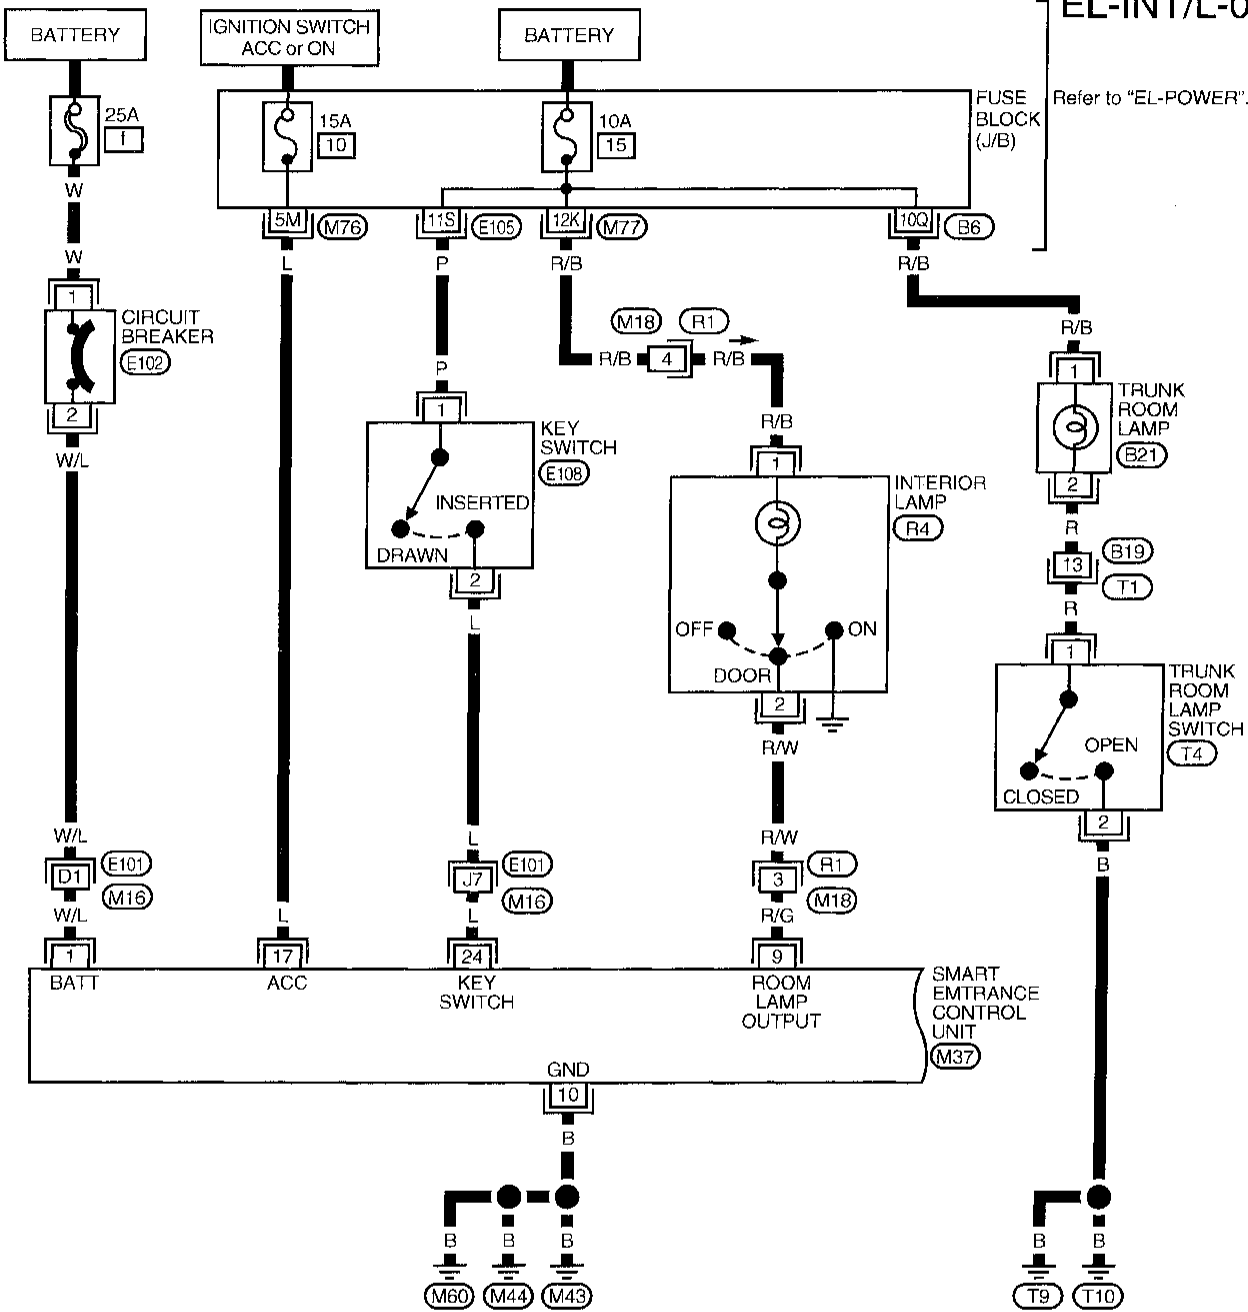 EL-INT/L-0
BATTERY
IGNITION SWITCH
ACC or ON
BATTERY
FUSE
BLOCK
(J/B)
Refer to "EL-POWER".
25A
f
15A
10
10A
15
5M
M76
11S
E105
12K
M77
10Q
B6
W
W
L
P
R/B
R/B
1
CIRCUIT
BREAKER
E102
2
W/L
M18
R1
R/B
4
R/B
R/B
P
1
KEY
SWITCH
E108
INSERTED
DRAWN
2
L
R/B
1
INTERIOR
LAMP
R4
OFF
ON
DOOR
2
R/W
1
TRUNK
ROOM
LAMP
B21
2
R
13
B19
T1
R
1
TRUNK
ROOM
LAMP
SWITCH
T4
OPEN
CLOSED
2
B
W/L
D1
E101
M16
W/L
L
L
J7
E101
M16
L
R/W
3
R1
M18
R/G
1
17
24
9
BATT
ACC
KEY
SWITCH
ROOM
LAMP
OUTPUT
SMART
EMTRANCE
CONTROL
UNIT
M37
GND
10
B
B
B
B
B
B
M60
M44
M43
T9
T10